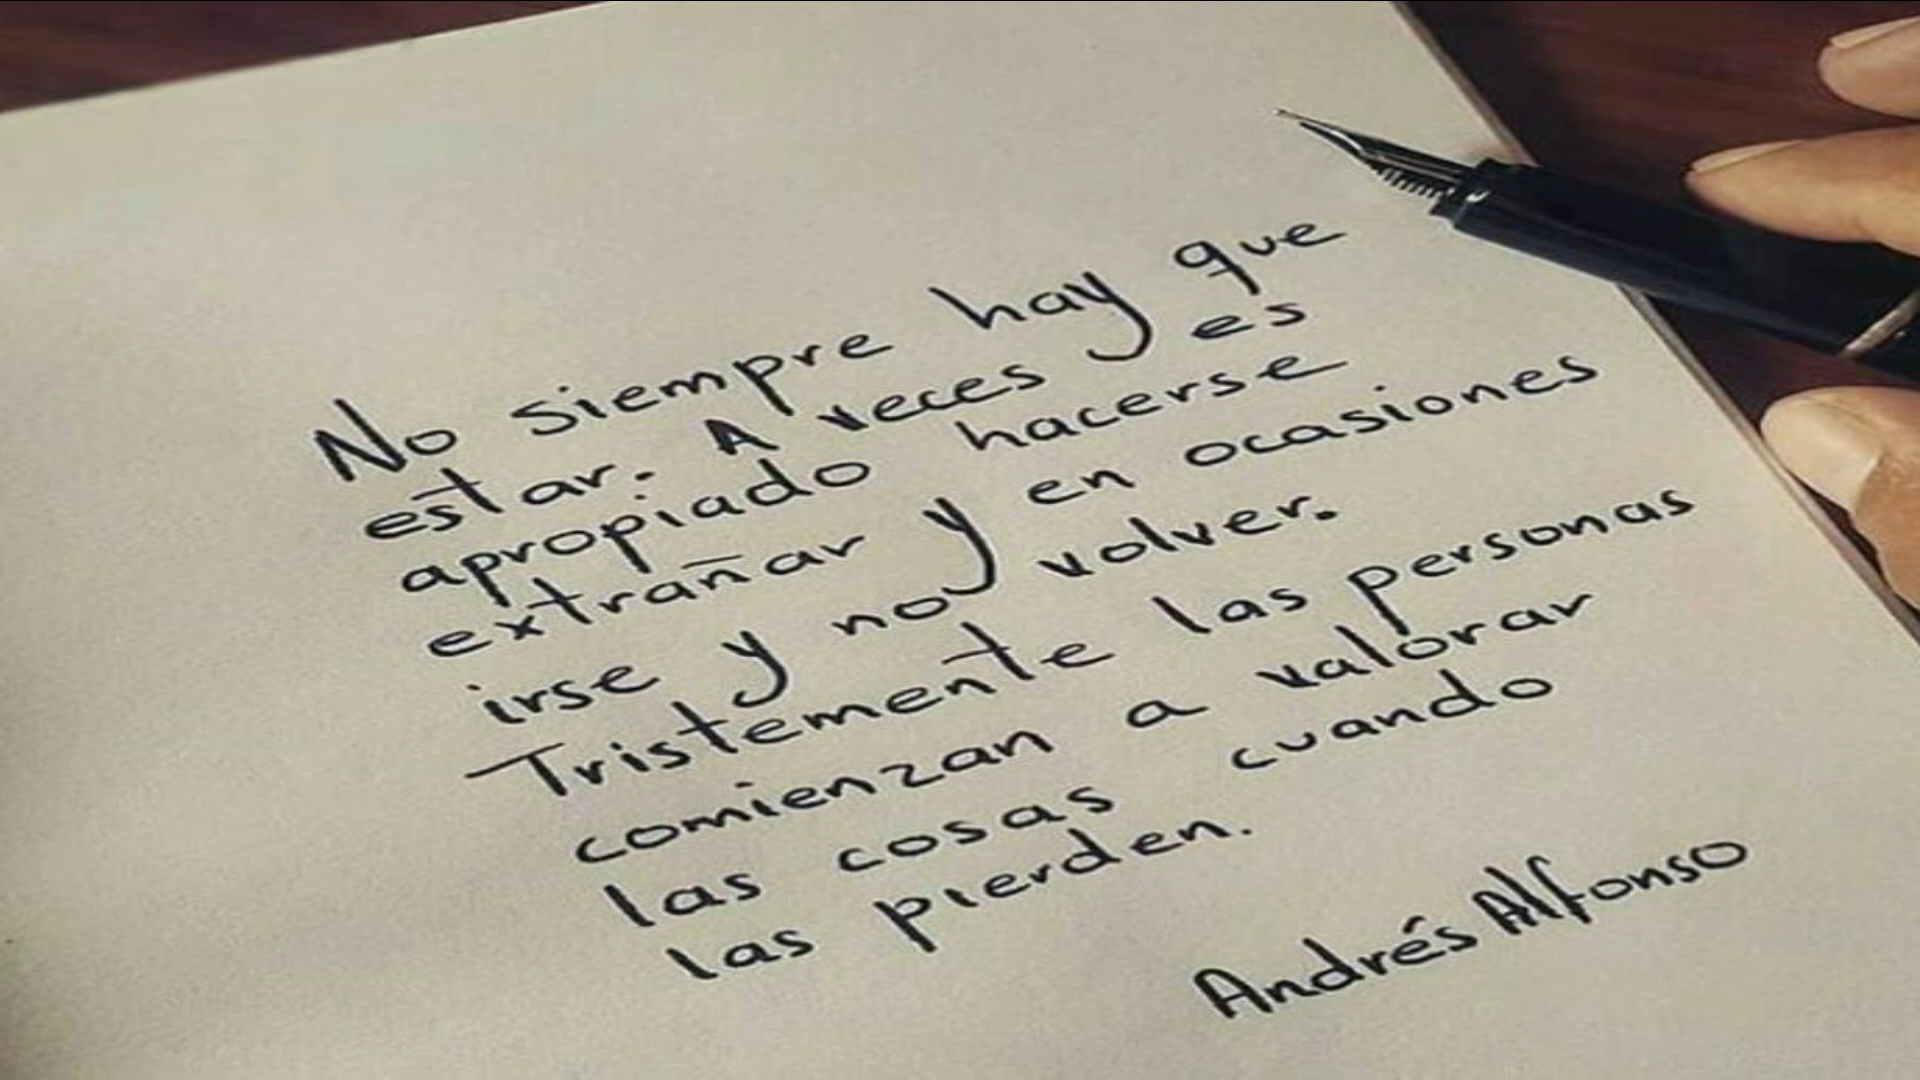 No siempre hay que
estar. A veces es
apropiado hacerse
extrañar y en ocasiones
irse y no volver.
Tristemente las personas
comienzan a valorar
las cosas cuando
las pierden.
Andrés Alfonso